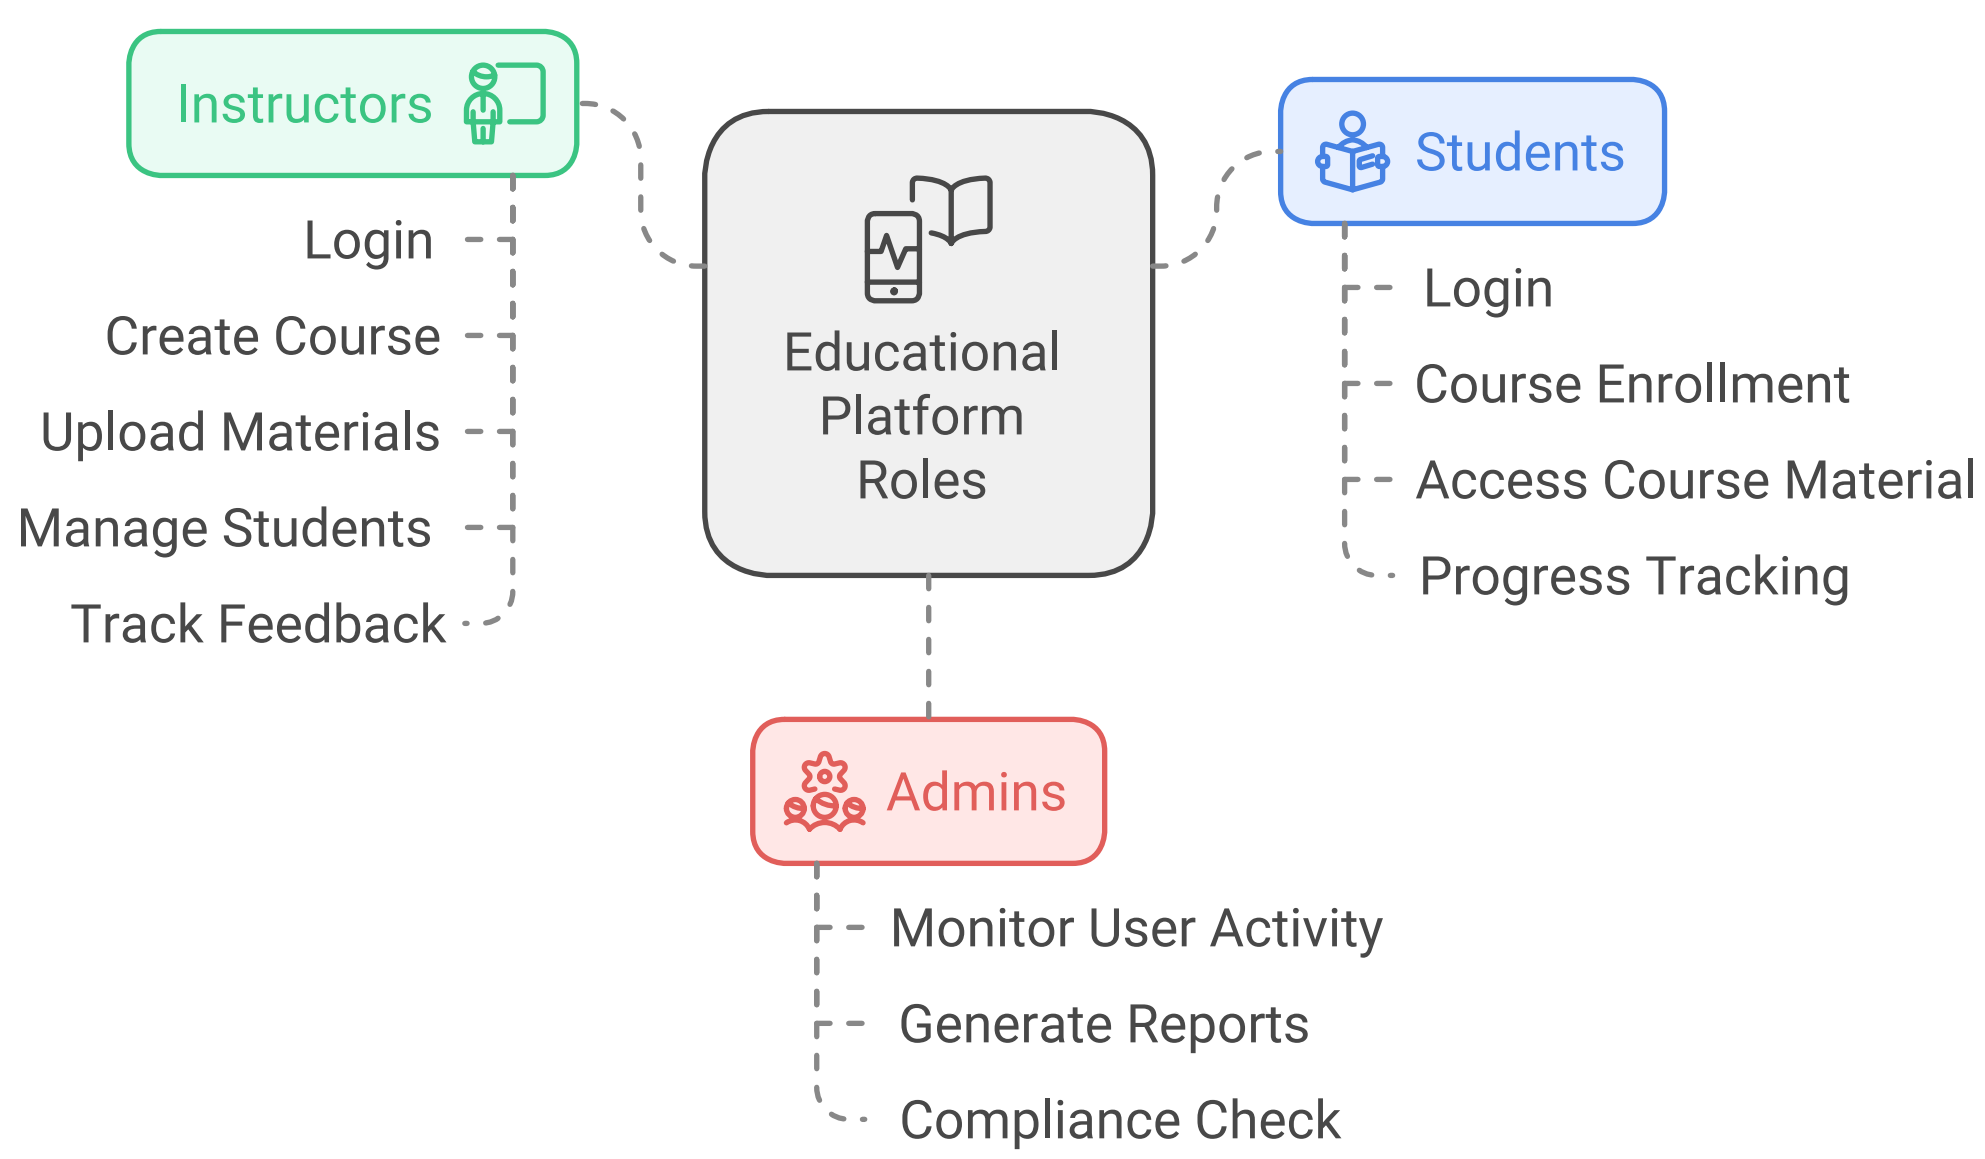 Instructors
Login
Create Course
Upload Materials
Manage Students
Track Feedback
Educational
Platform
Roles
Students
Login
Course Enrollment
Access Course Material
Progress Tracking
Admins
Monitor User Activity
Generate Reports
Compliance Check